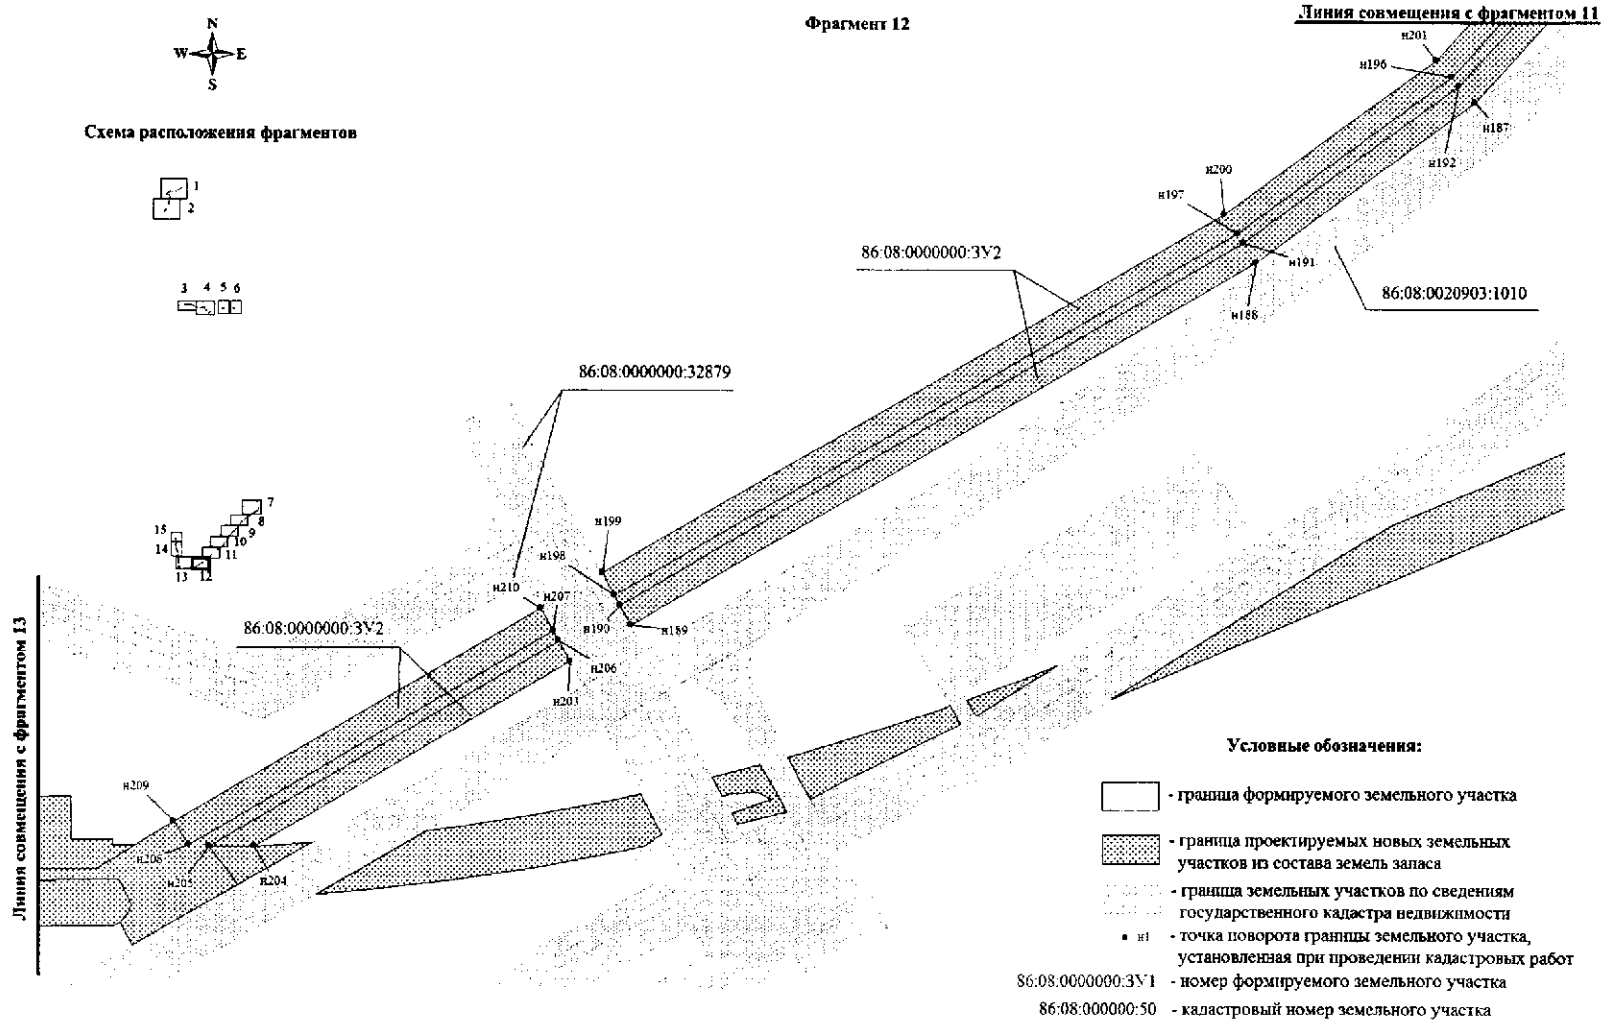 Фрагмент 12
Линия совмещения с фрагментом 11
N
W E
S
Схема расположения фрагментов
1
2
3 4 5 6
7
8
9
10
11
12
13
14
15
н201
н196
н187
н192
н200
н197
н191
н188
86:08:0000000:ЗУ2
86:08:0020903:1010
86:08:0000000:32879
н199
н198
н210
н207
н190
н189
н206
н203
86:08:0000000:ЗУ2
н209
н208
н205
н204
Линия совмещения с фрагментом 13
Условные обозначения:
- граница формируемого земельного участка
- граница проектируемых новых земельных
участков из состава земель запаса
- граница земельных участков по сведениям
государственного кадастра недвижимости
н1 - точка поворота границы земельного участка,
установленная при проведении кадастровых работ
86:08:0000000:ЗУ1 - номер формируемого земельного участка
86:08:000000:50 - кадастровый номер земельного участка